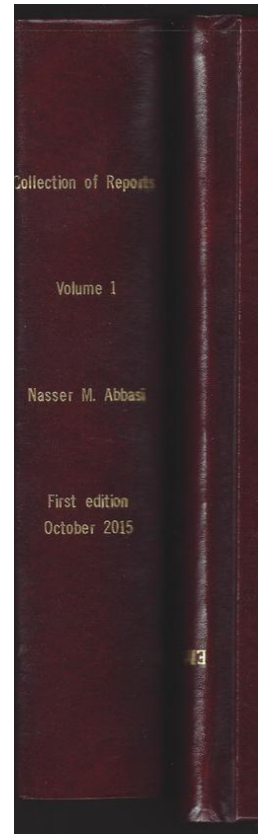 Collection of Reports
Volume 1
Nasser M. Abbasi
First edition
October 2015